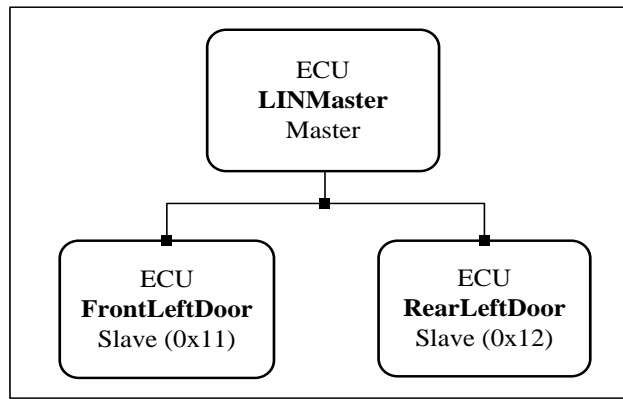 ECU
LINMaster
Master
ECU
FrontLeftDoor
Slave (0x11)
ECU
RearLeftDoor
Slave (0x12)